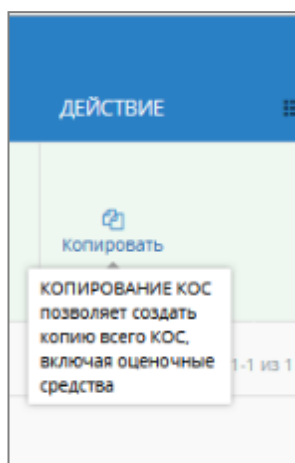 ДЕЙСТВИЕ
Копировать
КОПИРОВАНИЕ КОС
позволяет создать
копию всего КОС,
включая оценочные
средства
1-1 из 1